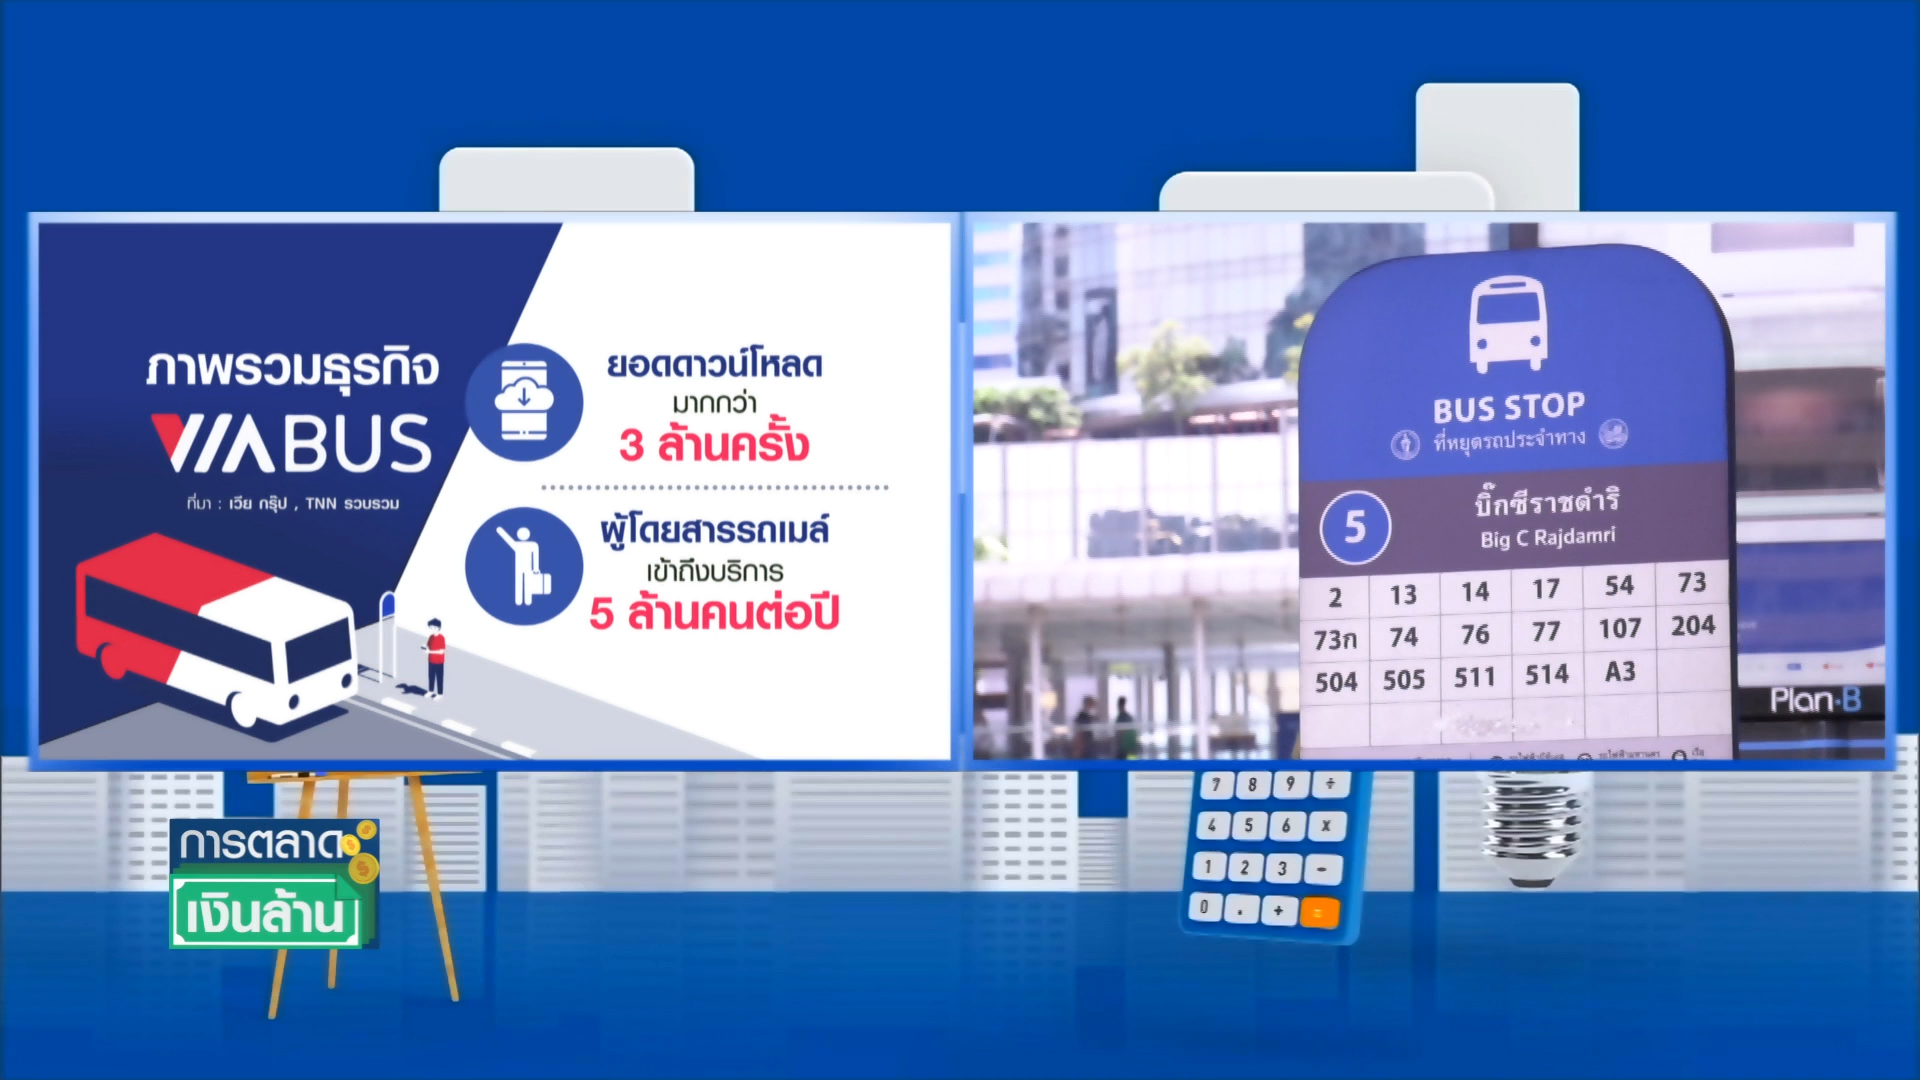 ภาพรวมธุรกิจ
VIABUS
ที่มา : เวีย กรุ๊ป , TNN รวบรวม
ยอดดาวน์โหลด
มากกว่า
3 ล้านครั้ง
ผู้โดยสารรถเมล์
เข้าถึงบริการ
5 ล้านคนต่อปี
BUS STOP
ที่หยุดรถประจำทาง
5
บิ๊กซีราชดำริ
Big C Rajdamri
2 13 14 17 54 73
73ก 74 76 77 107 204
504 505 511 514 A3
Plan·B
การตลาด
เงินล้าน
7 8 9 ÷
4 5 6 x
1 2 3 -
0 . + =